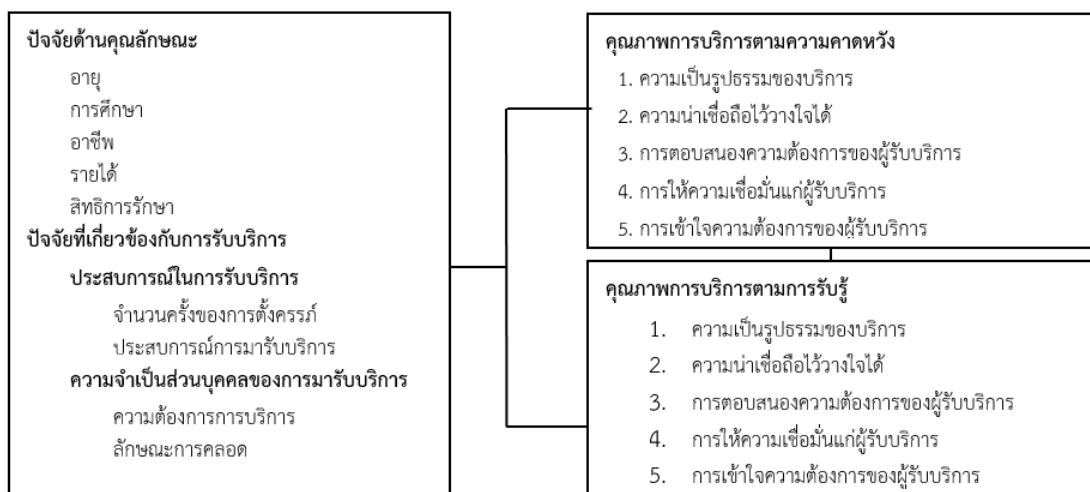 ปัจจัยด้านคุณลักษณะ
อายุ
การศึกษา
อาชีพ
รายได้
สิทธิการรักษา
ปัจจัยที่เกี่ยวข้องกับการรับบริการ
ประสบการณ์ในการรับบริการ
จำนวนครั้งของการตั้งครรภ์
ประสบการณ์การมารับบริการ
ความจำเป็นส่วนบุคคลของการมารับบริการ
ความต้องการการบริการ
ลักษณะการคลอด
คุณภาพการบริการตามความคาดหวัง
1. ความเป็นรูปธรรมของบริการ
2. ความน่าเชื่อถือไว้วางใจได้
3. การตอบสนองความต้องการของผู้รับบริการ
4. การให้ความเชื่อมั่นแก่ผู้รับบริการ
5. การเข้าใจความต้องการของผู้รับบริการ
คุณภาพการบริการตามการรับรู้
1. ความเป็นรูปธรรมของบริการ
2. ความน่าเชื่อถือไว้วางใจได้
3. การตอบสนองความต้องการของผู้รับบริการ
4. การให้ความเชื่อมั่นแก่ผู้รับบริการ
5. การเข้าใจความต้องการของผู้รับบริการ